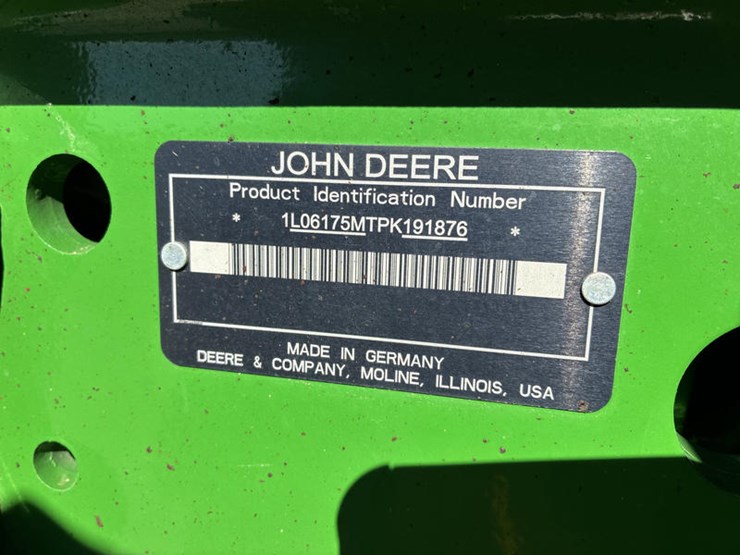 JOHN DEERE
Product Identification Number
* 1L06175MTPK191876 *
MADE IN GERMANY
DEERE & COMPANY, MOLINE, ILLINOIS, USA